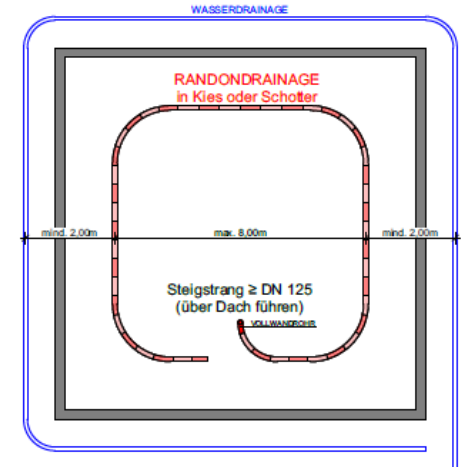 WASSERDRAINAGE
RANDONDRAINAGE
in Kies oder Schotter
mind. 2,00m
max. 8,00m
mind. 2,00m
Steigstrang ≥ DN 125
(über Dach führen)
VOLLWANDROHR